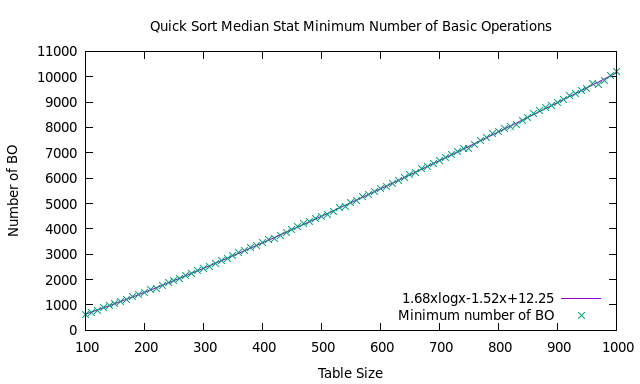 Quick Sort Median Stat Minimum Number of Basic Operations
11000
10000
9000
8000
7000
6000
5000
4000
3000
2000
1000
0
Number of BO
1.68xlogx-1.52x+12.25
Minimum number of BO
100 200 300 400 500 600 700 800 900 1000
Table Size